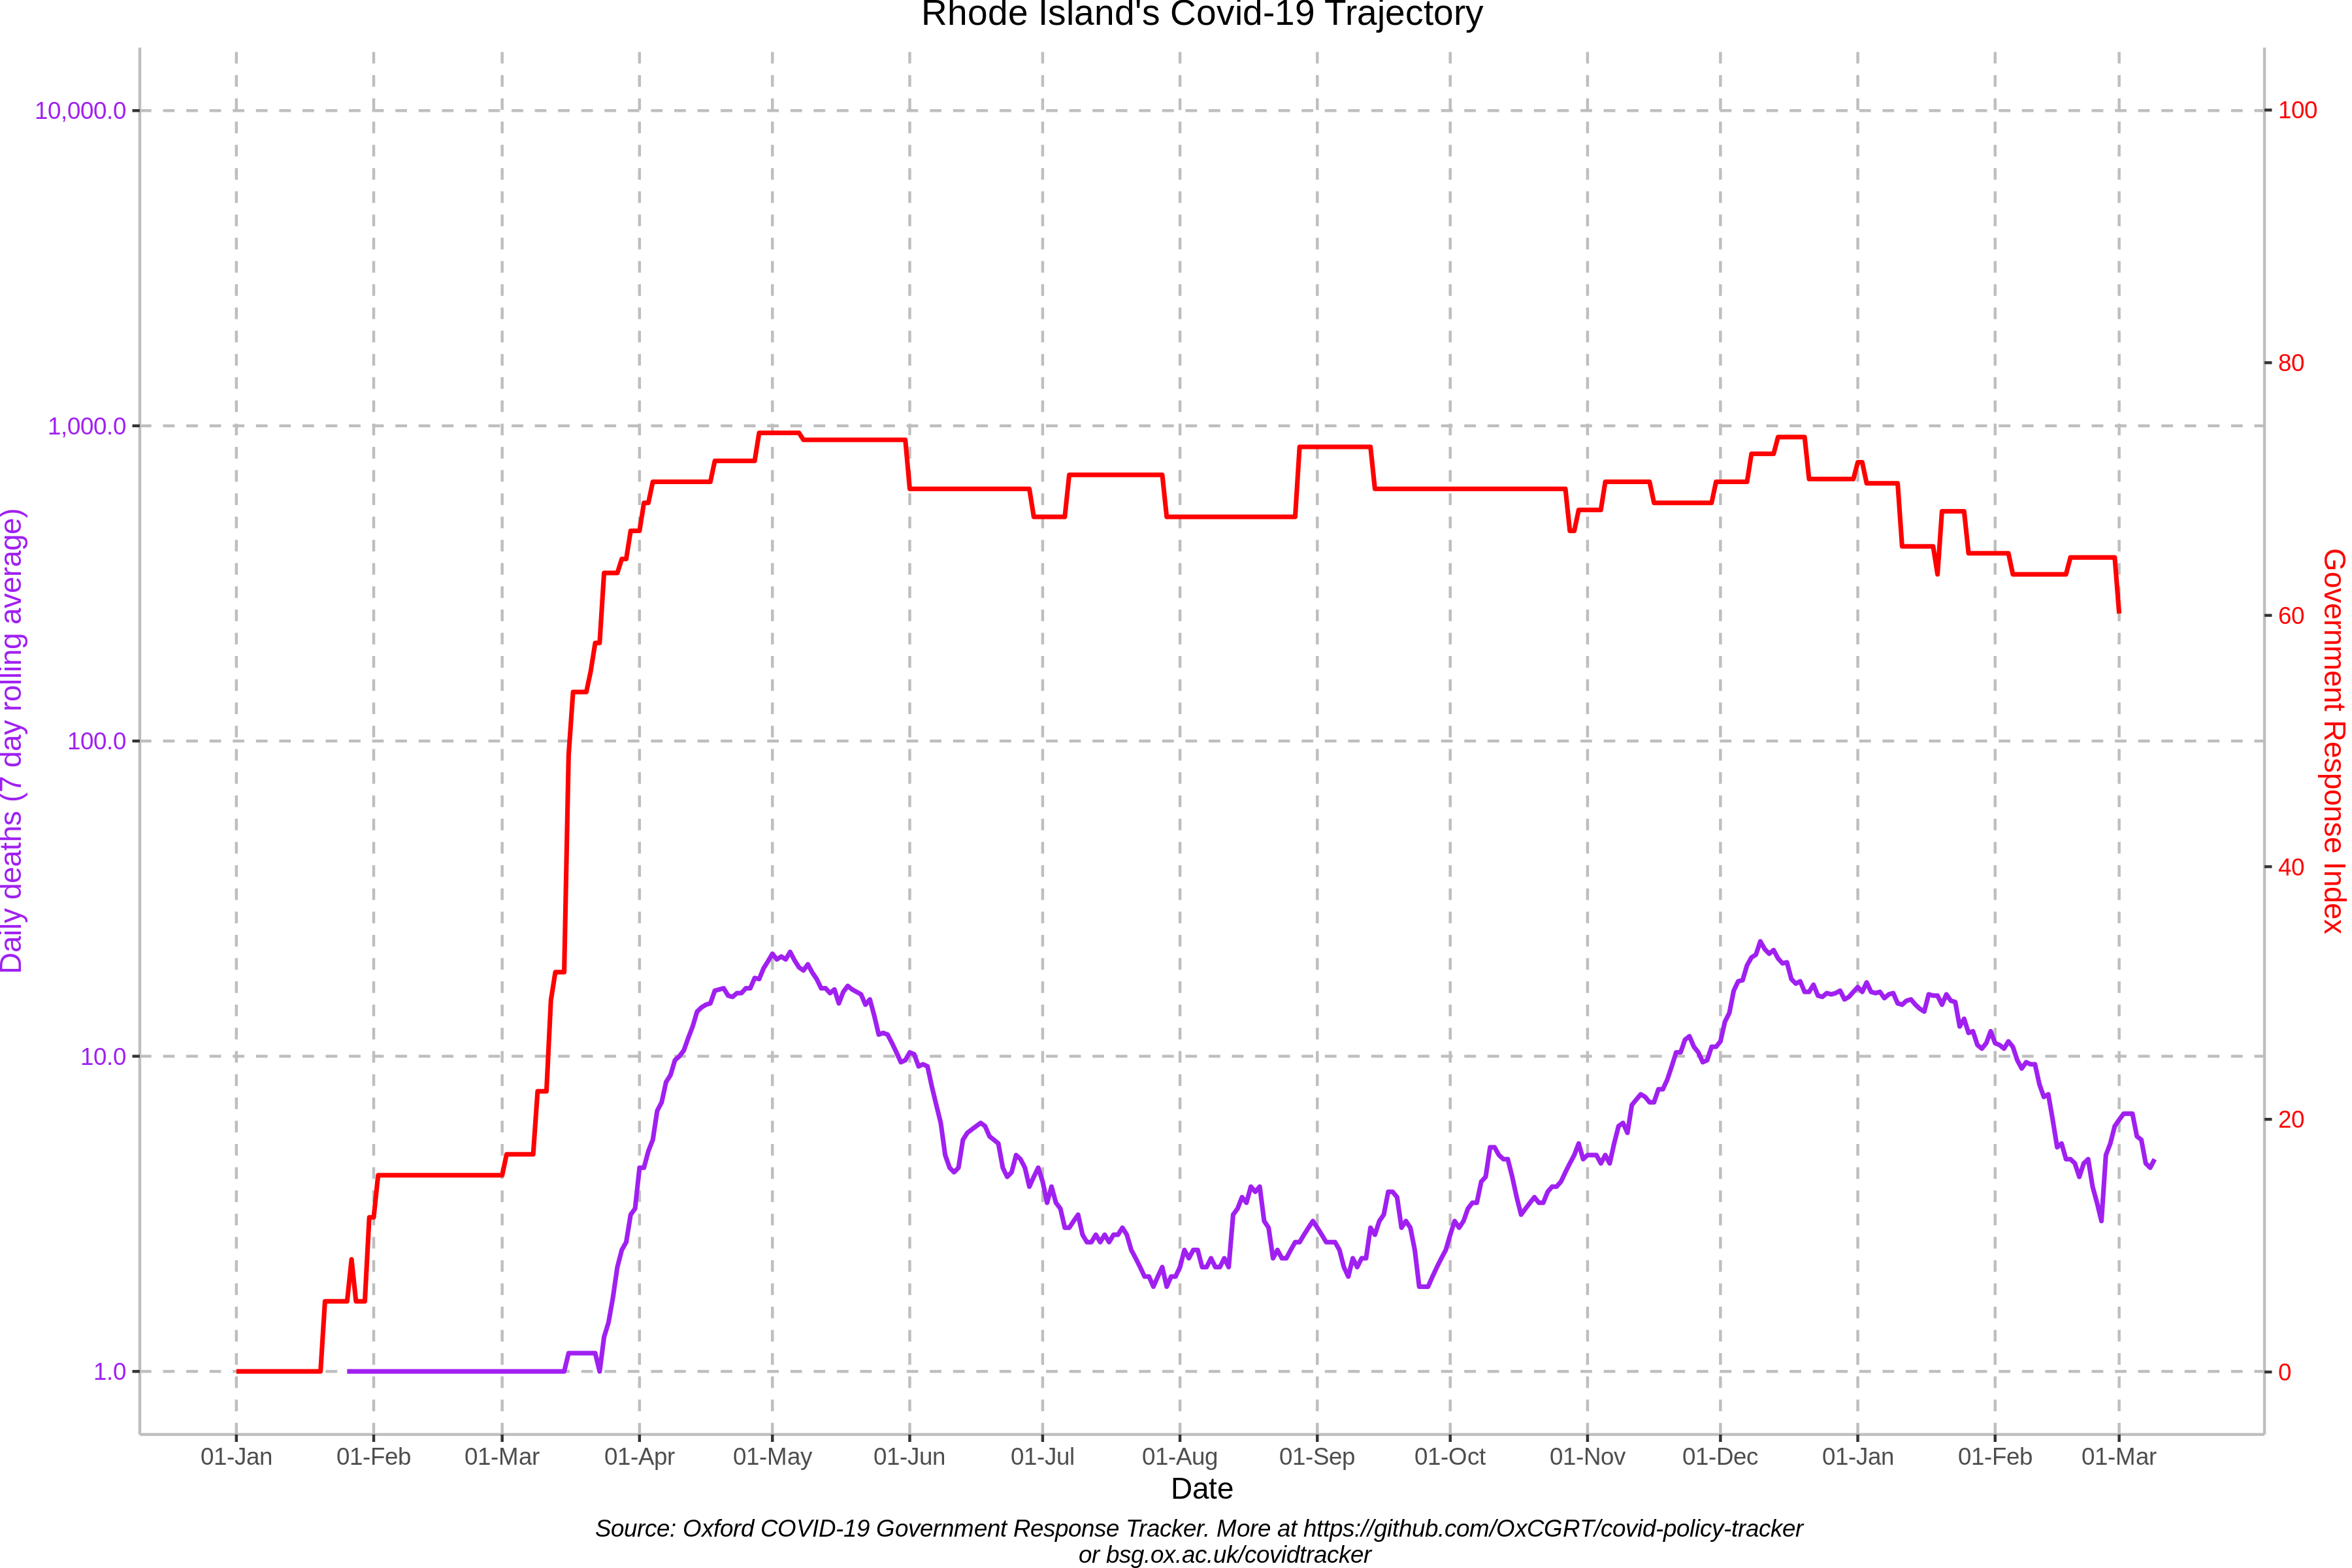 Rhode Island's Covid-19 Trajectory
10,000.0
1,000.0
100.0
10.0
1.0
Daily deaths (7 day rolling average)
100
80
60
40
20
0
Government Response Index
01-Jan 01-Feb 01-Mar 01-Apr 01-May 01-Jun 01-Jul 01-Aug 01-Sep 01-Oct 01-Nov 01-Dec 01-Jan 01-Feb 01-Mar
Date
Source: Oxford COVID-19 Government Response Tracker. More at https://github.com/OxCGRT/covid-policy-tracker
or bsg.ox.ac.uk/covidtracker